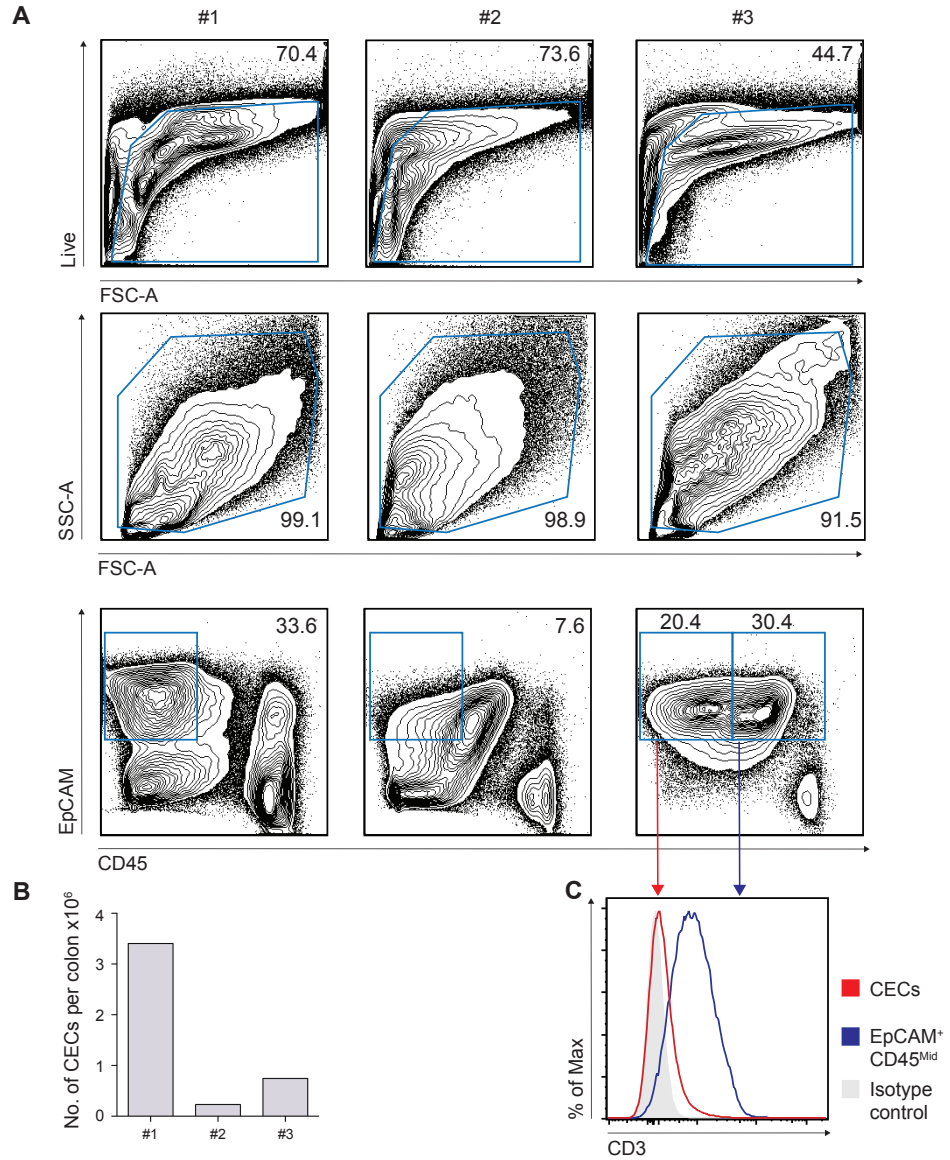 A
#1
#2
#3
70.4
73.6
44.7
Live
FSC-A
99.1
98.9
91.5
SSC-A
FSC-A
33.6
7.6
20.4
30.4
EpCAM
CD45
B
No. of CECs per colon x10⁶
4
3
1
0
#1
#2
#3
C
% of Max
CD3
CECs
EpCAM⁺
CD45ᴹⁱᵈ
Isotype
control